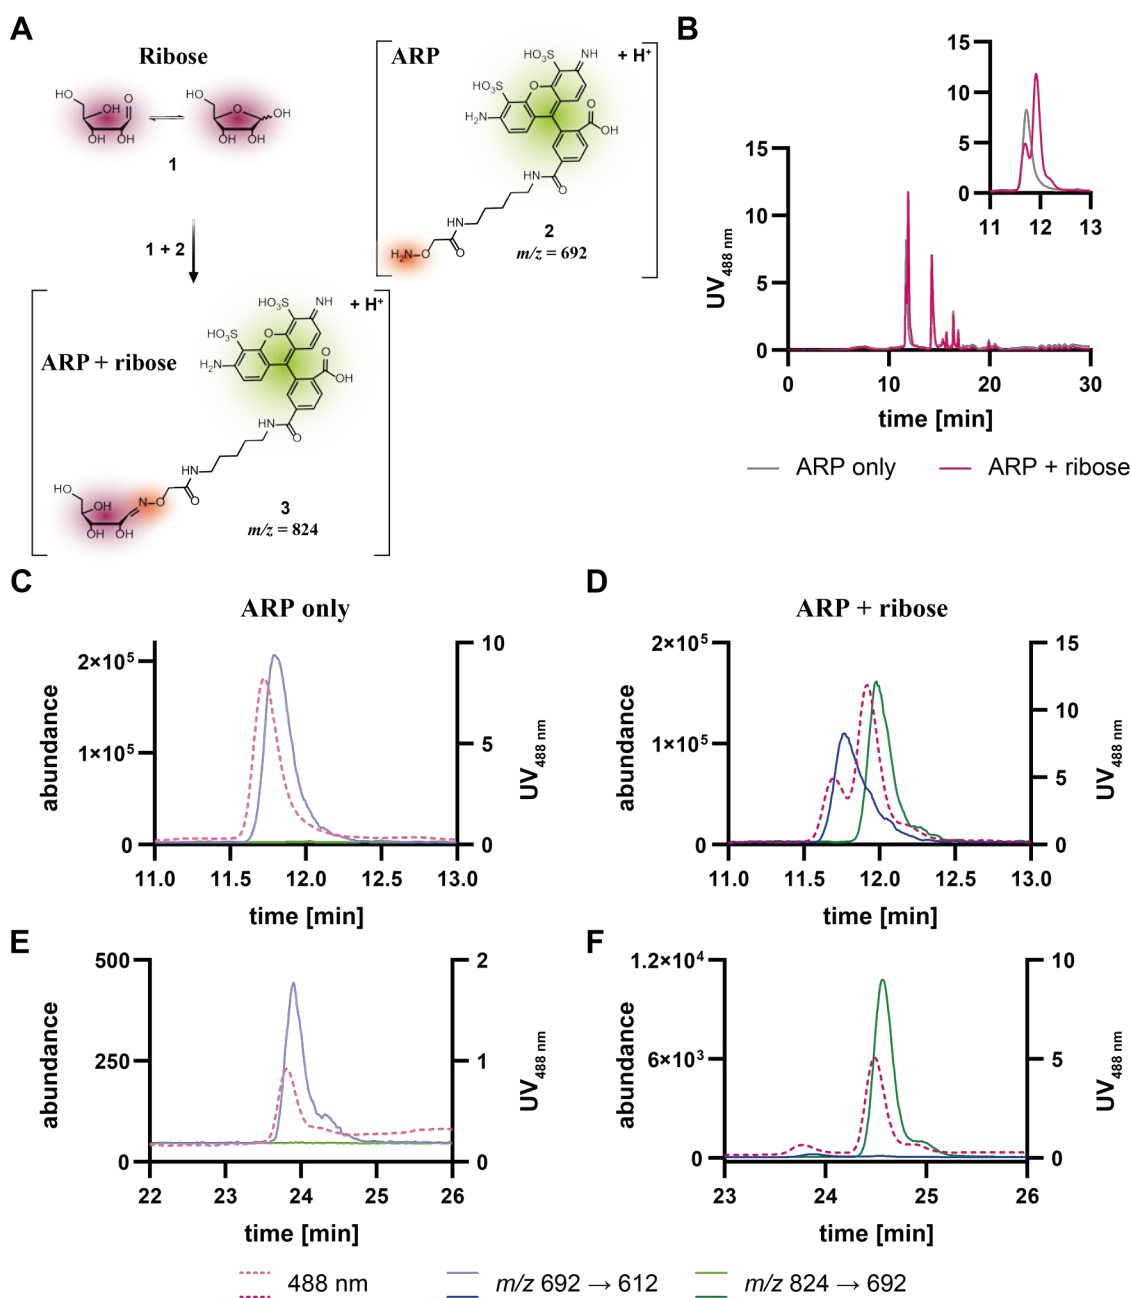 A
Ribose
HO
OH
O
OH
OH
HO
O
OH
OH
OH
1
1 + 2
ARP
+ H⁺
SO₃H
NH
HO₃S
O
O
H₂N
OH
HN
O
NH
O
H₂N
O
2
m/z = 692
ARP + ribose
+ H⁺
SO₃H
NH
HO₃S
O
O
H₂N
OH
HN
O
NH
O
HO
OH
N
O
OH
OH
3
m/z = 824
B
UV488 nm
15
10
5
0
0
10
20
30
time [min]
15
10
5
0
11
12
13
ARP only
ARP + ribose
C
ARP only
abundance
2×10⁵
1×10⁵
0
10
5
0
UV488 nm
11.0
11.5
12.0
12.5
13.0
time [min]
D
ARP + ribose
abundance
2×10⁵
1×10⁵
0
15
10
5
0
UV488 nm
11.0
11.5
12.0
12.5
13.0
time [min]
E
abundance
500
250
0
2
1
0
UV488 nm
22
23
24
25
26
time [min]
F
abundance
1.2×10⁴
6×10³
0
10
5
0
UV488 nm
23
24
25
26
time [min]
488 nm
m/z 692 → 612
m/z 824 → 692